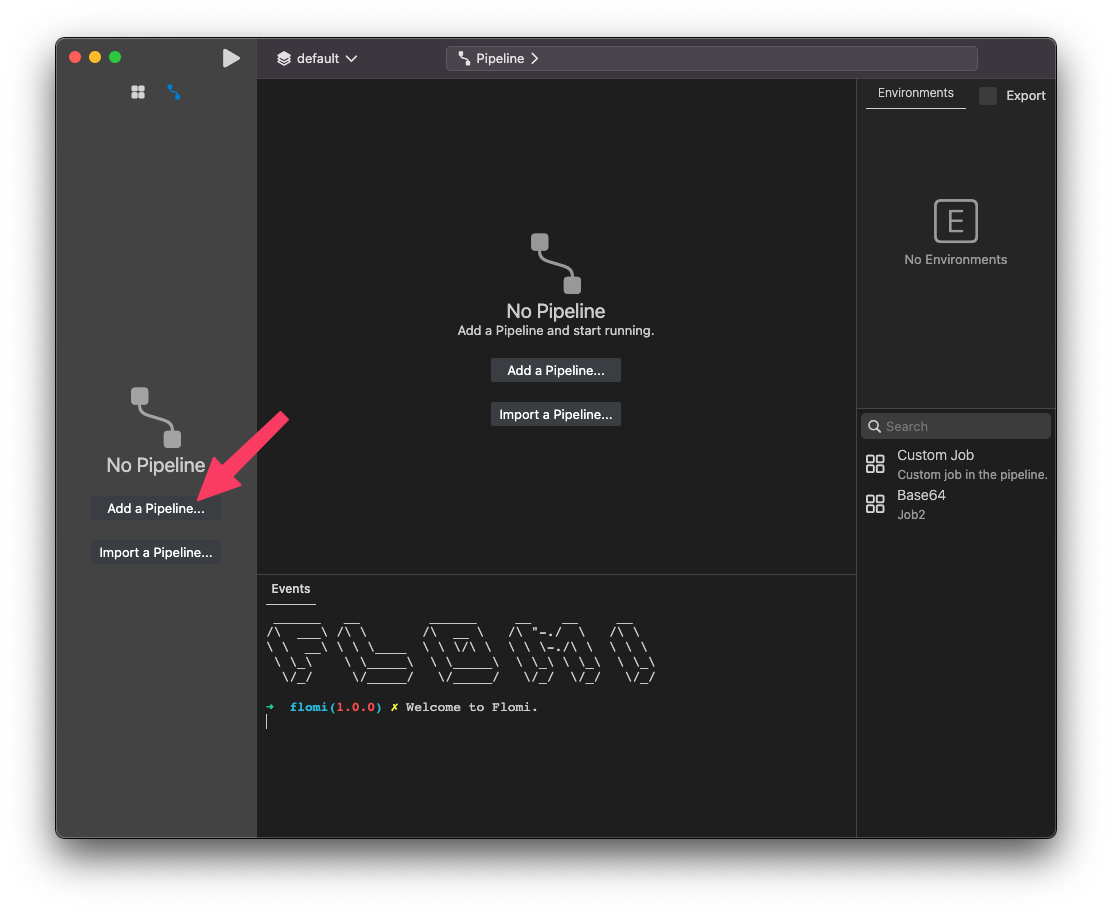 default
Pipeline
Environments
Export
E
No Environments
No Pipeline
Add a Pipeline and start running.
Add a Pipeline...
Import a Pipeline...
No Pipeline
Add a Pipeline...
Import a Pipeline...
Search
Custom Job
Custom job in the pipeline.
Base64
Job2
Events
FLOMI
➜ flomi(1.0.0) ✗ Welcome to Flomi.